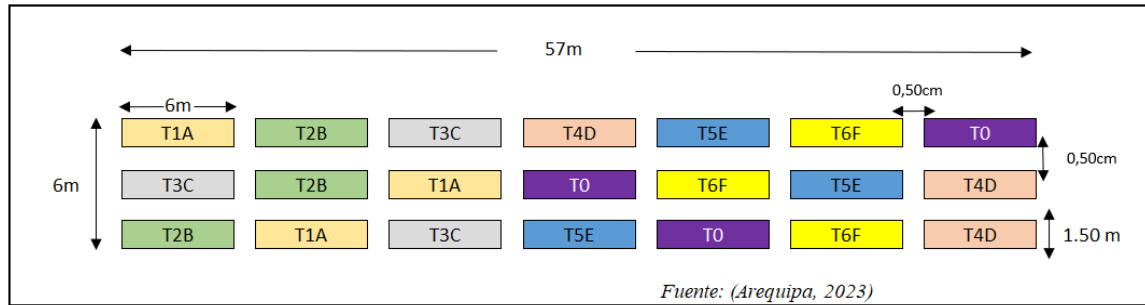 57m
6m
0,50cm
T1A T2B T3C T4D T5E T6F T0
0,50cm
6m
T3C T2B T1A T0 T6F T5E T4D
T2B T1A T3C T5E T0 T6F T4D
1.50 m
Fuente: (Arequipa, 2023)